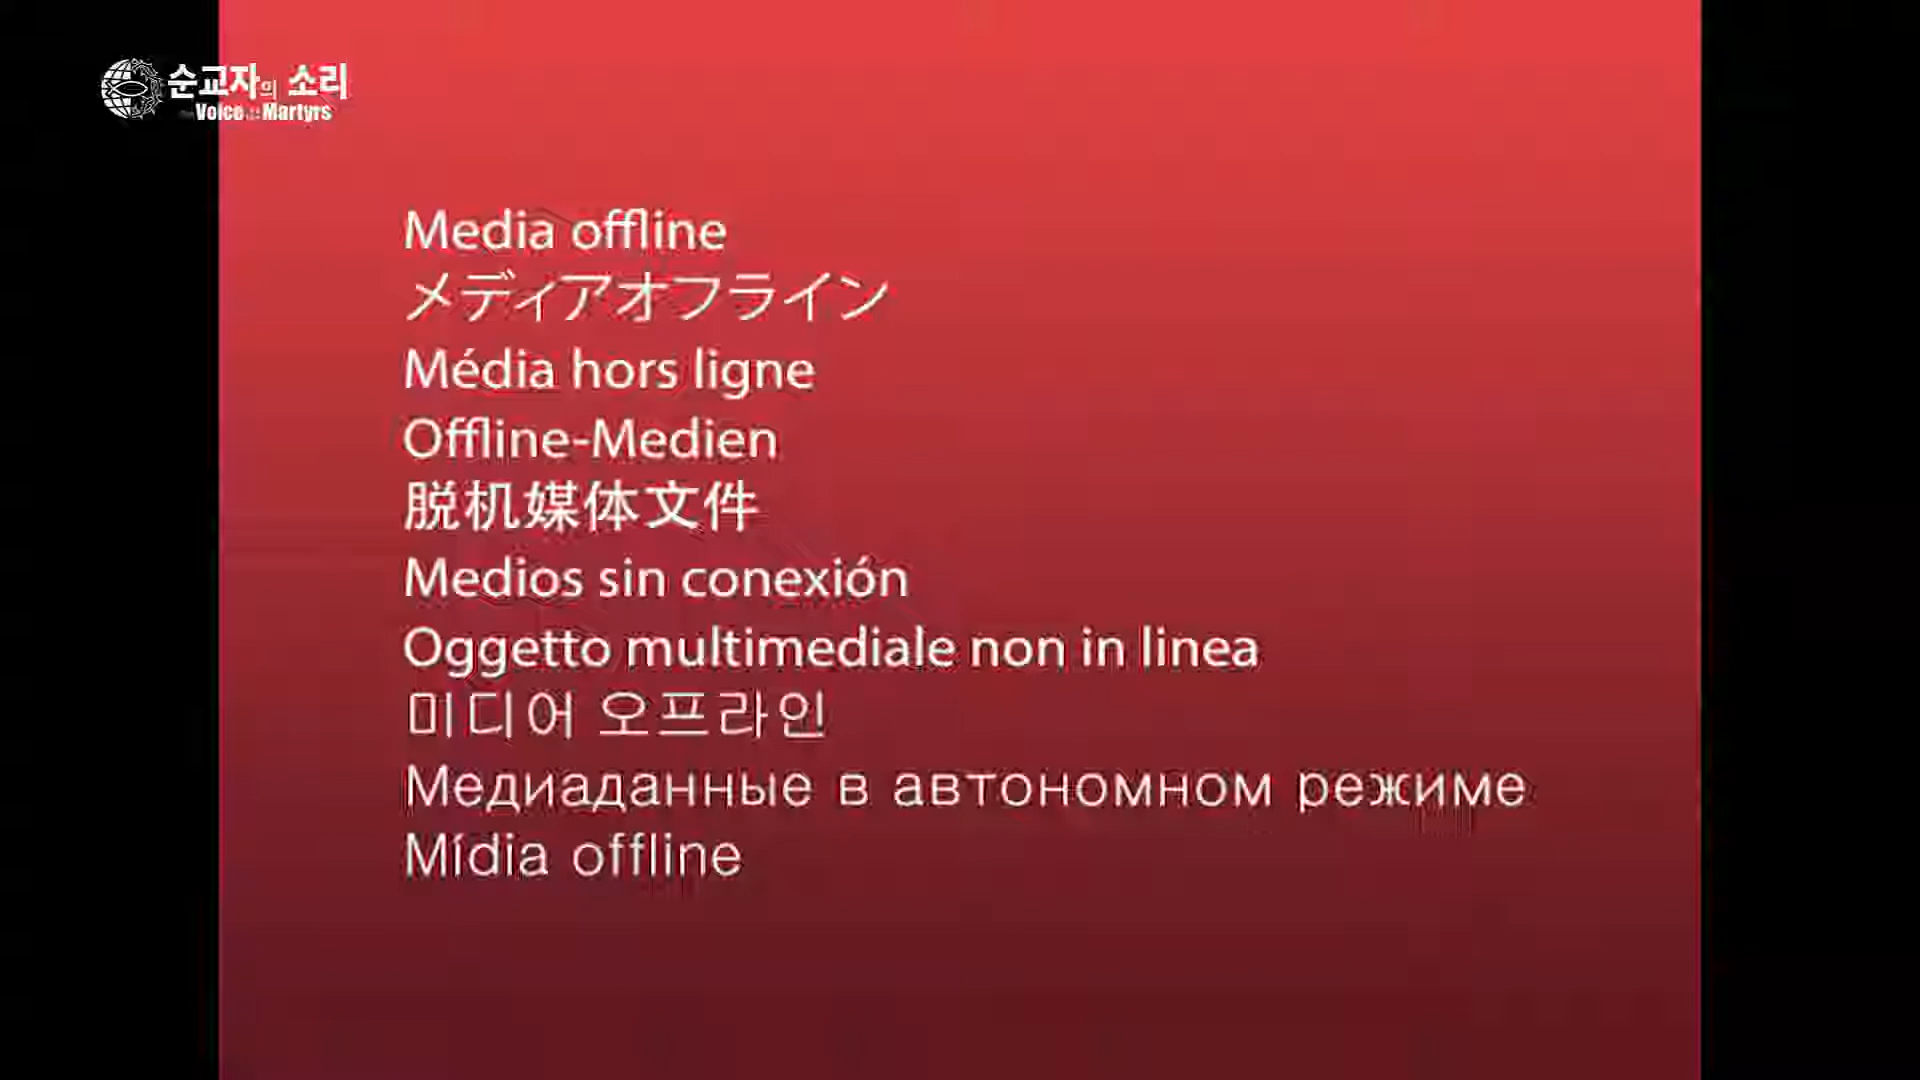 순교자의 소리
Voice of the Martyrs
Media offline
メディアオフライン
Média hors ligne
Offline-Medien
脱机媒体文件
Medios sin conexión
Oggetto multimediale non in linea
미디어 오프라인
Медиаданные в автономном режиме
Mídia offline